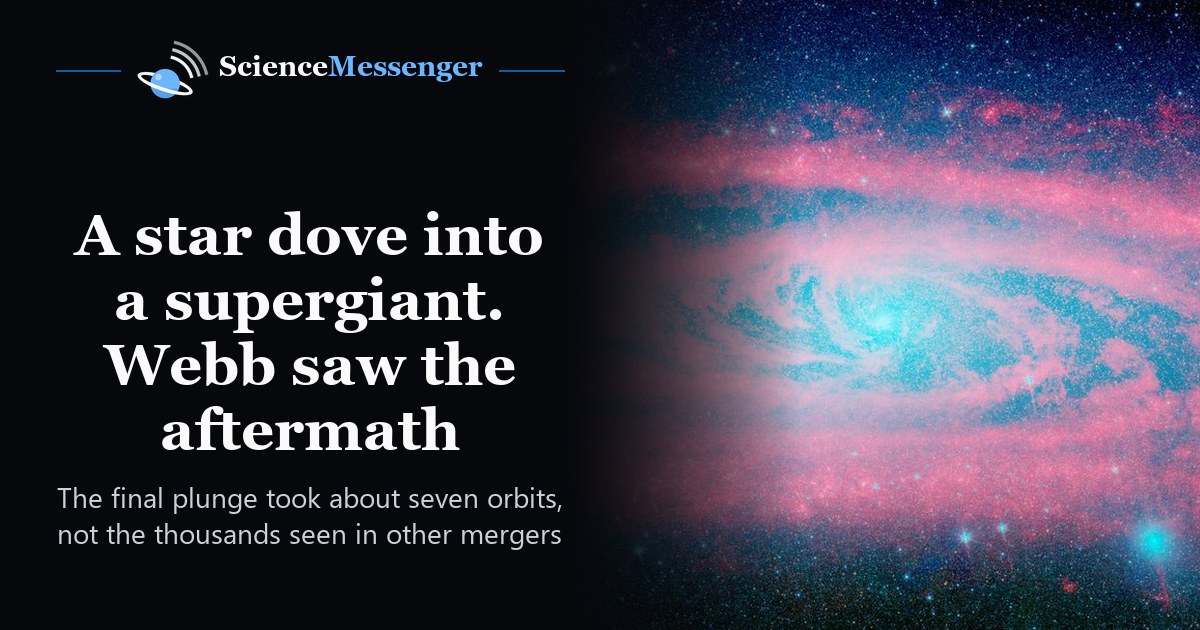 ScienceMessenger
A star dove into
a supergiant.
Webb saw the
aftermath
The final plunge took about seven orbits,
not the thousands seen in other mergers